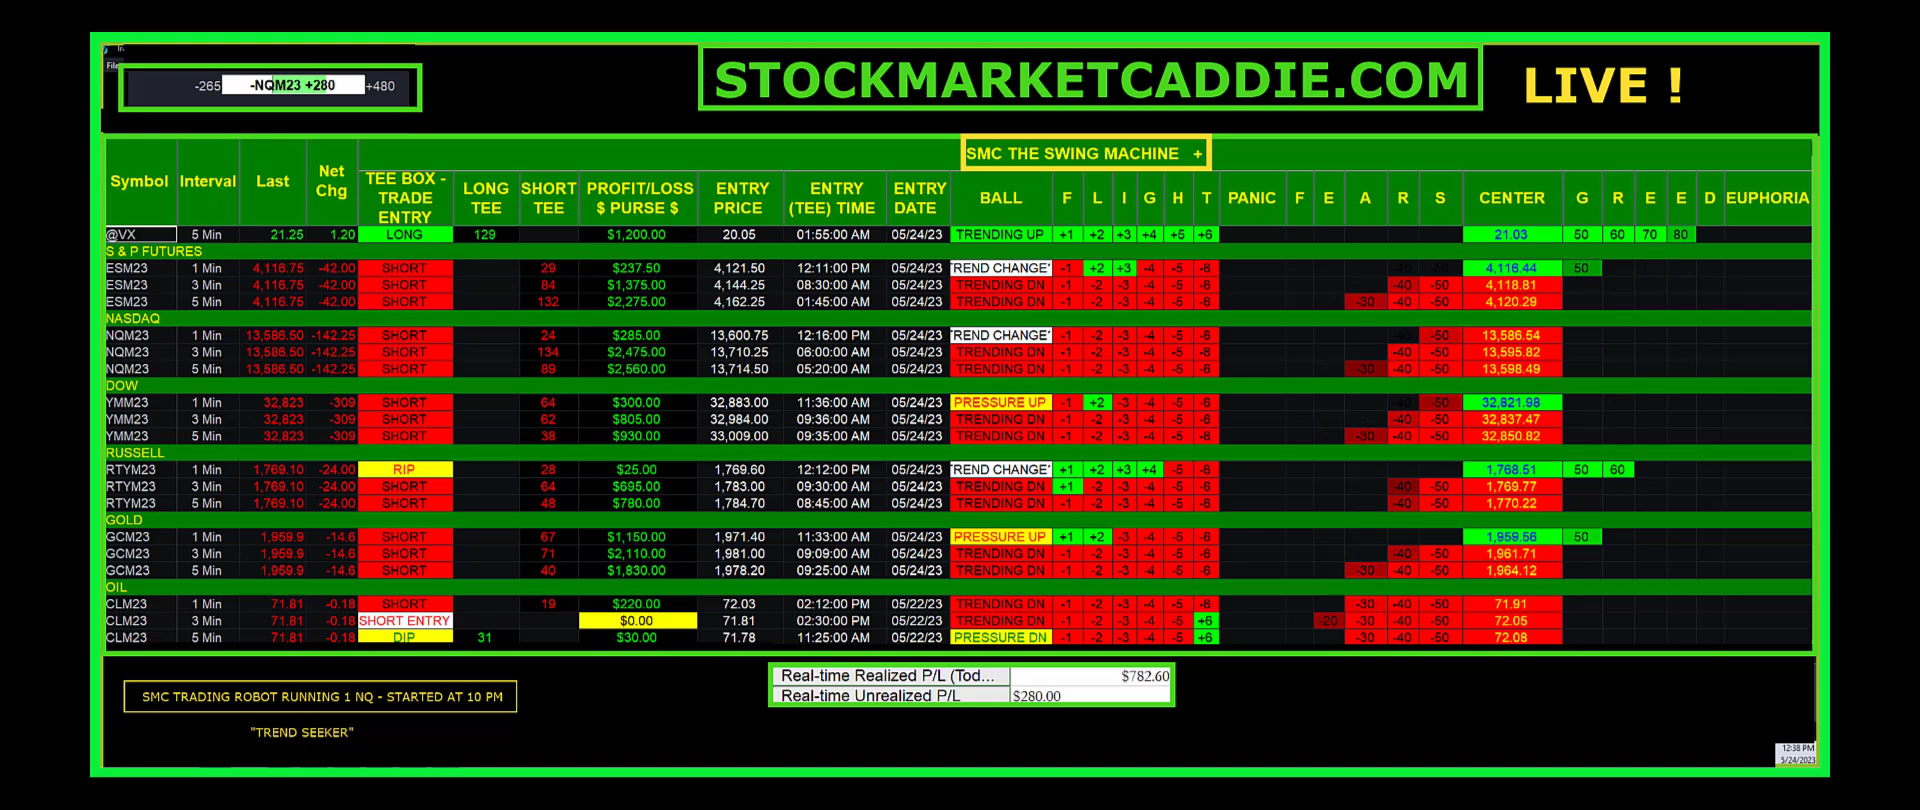 File
-265 -NQM23 +280 +480
STOCKMARKETCADDIE.COM LIVE !
SMC THE SWING MACHINE +
Symbol Interval Last Net Chg TEE BOX - TRADE ENTRY LONG TEE SHORT TEE PROFIT/LOSS $ PURSE $ ENTRY PRICE ENTRY (TEE) TIME ENTRY DATE BALL F L I G H T PANIC F E A R S CENTER G R E E D EUPHORIA
@VX 5 Min 21.25 1.20 LONG 129 $1,200.00 20.05 01:55:00 AM 05/24/23 TRENDING UP +1 +2 +3 +4 +5 +6 21.03 50 60 70 80
S & P FUTURES
ESM23 1 Min 4,116.75 -42.00 SHORT 29 $237.50 4,121.50 12:11:00 PM 05/24/23 TREND CHANGE -1 +2 +3 -4 -5 -6 -40 -50 4,116.44 50
ESM23 3 Min 4,116.75 -42.00 SHORT 84 $1,375.00 4,144.25 08:30:00 AM 05/24/23 TRENDING DN -1 -2 -3 -4 -5 -6 -40 -50 4,118.81
ESM23 5 Min 4,116.75 -42.00 SHORT 132 $2,275.00 4,162.25 01:45:00 AM 05/24/23 TRENDING DN -1 -2 -3 -4 -5 -6 -30 -40 -50 4,120.29
NASDAQ
NQM23 1 Min 13,586.50 -142.25 SHORT 24 $285.00 13,600.75 12:16:00 PM 05/24/23 TREND CHANGE -1 -2 -3 -4 -5 -6 -40 -50 13,586.54
NQM23 3 Min 13,586.50 -142.25 SHORT 134 $2,475.00 13,710.25 06:00:00 AM 05/24/23 TRENDING DN -1 -2 -3 -4 -5 -6 -40 -50 13,595.82
NQM23 5 Min 13,586.50 -142.25 SHORT 89 $2,560.00 13,714.50 05:20:00 AM 05/24/23 TRENDING DN -1 -2 -3 -4 -5 -6 -30 -40 -50 13,598.49
DOW
YMM23 1 Min 32,823 -309 SHORT 64 $300.00 32,883.00 11:36:00 AM 05/24/23 PRESSURE UP -1 +2 -3 -4 -5 -6 -40 -50 32,821.98
YMM23 3 Min 32,823 -309 SHORT 62 $805.00 32,984.00 09:36:00 AM 05/24/23 TRENDING DN -1 -2 -3 -4 -5 -6 -40 -50 32,837.47
YMM23 5 Min 32,823 -309 SHORT 38 $930.00 33,009.00 09:35:00 AM 05/24/23 TRENDING DN -1 -2 -3 -4 -5 -6 -30 -40 -50 32,850.82
RUSSELL
RTYM23 1 Min 1,769.10 -24.00 RIP 28 $25.00 1,769.60 12:12:00 PM 05/24/23 TREND CHANGE +1 +2 +3 +4 -5 -6 1,768.51 50 60
RTYM23 3 Min 1,769.10 -24.00 SHORT 64 $695.00 1,783.00 09:30:00 AM 05/24/23 TRENDING DN +1 -2 -3 -4 -5 -6 -40 -50 1,769.77
RTYM23 5 Min 1,769.10 -24.00 SHORT 48 $780.00 1,784.70 08:45:00 AM 05/24/23 TRENDING DN -1 -2 -3 -4 -5 -6 -40 -50 1,770.22
GOLD
GCM23 1 Min 1,959.9 -14.6 SHORT 67 $1,150.00 1,971.40 11:33:00 AM 05/24/23 PRESSURE UP +1 +2 -3 -4 -5 -6 1,959.56 50
GCM23 3 Min 1,959.9 -14.6 SHORT 71 $2,110.00 1,981.00 09:09:00 AM 05/24/23 TRENDING DN -1 -2 -3 -4 -5 -6 -40 -50 1,961.71
GCM23 5 Min 1,959.9 -14.6 SHORT 40 $1,830.00 1,978.20 09:25:00 AM 05/24/23 TRENDING DN -1 -2 -3 -4 -5 -6 -30 -40 -50 1,964.12
OIL
CLM23 1 Min 71.81 -0.18 SHORT 19 $220.00 72.03 02:12:00 PM 05/22/23 TRENDING DN -1 -2 -3 -4 -5 -6 -30 -40 -50 71.91
CLM23 3 Min 71.81 -0.18 SHORT ENTRY $0.00 71.81 02:30:00 PM 05/22/23 TRENDING DN -1 -2 -3 -4 -5 +6 -20 -30 -40 -50 72.05
CLM23 5 Min 71.81 -0.18 DIP 31 $30.00 71.78 11:25:00 AM 05/22/23 PRESSURE DN -1 -2 -3 -4 -5 +6 -30 -40 -50 72.08
Real-time Realized P/L (Tod... $782.60
Real-time Unrealized P/L $280.00
SMC TRADING ROBOT RUNNING 1 NQ - STARTED AT 10 PM
"TREND SEEKER"
12:38 PM
5/24/2023